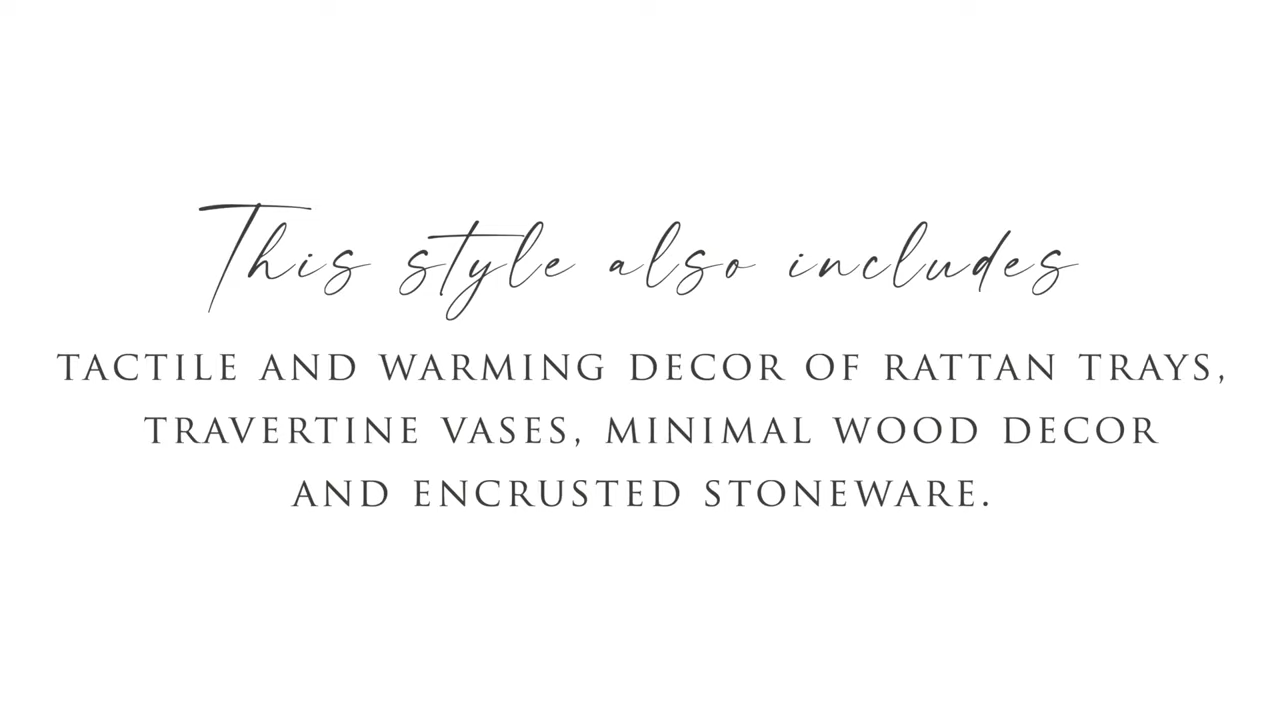 This style also includes
TACTILE AND WARMING DECOR OF RATTAN TRAYS,
TRAVERTINE VASES, MINIMAL WOOD DECOR
AND ENCRUSTED STONEWARE.